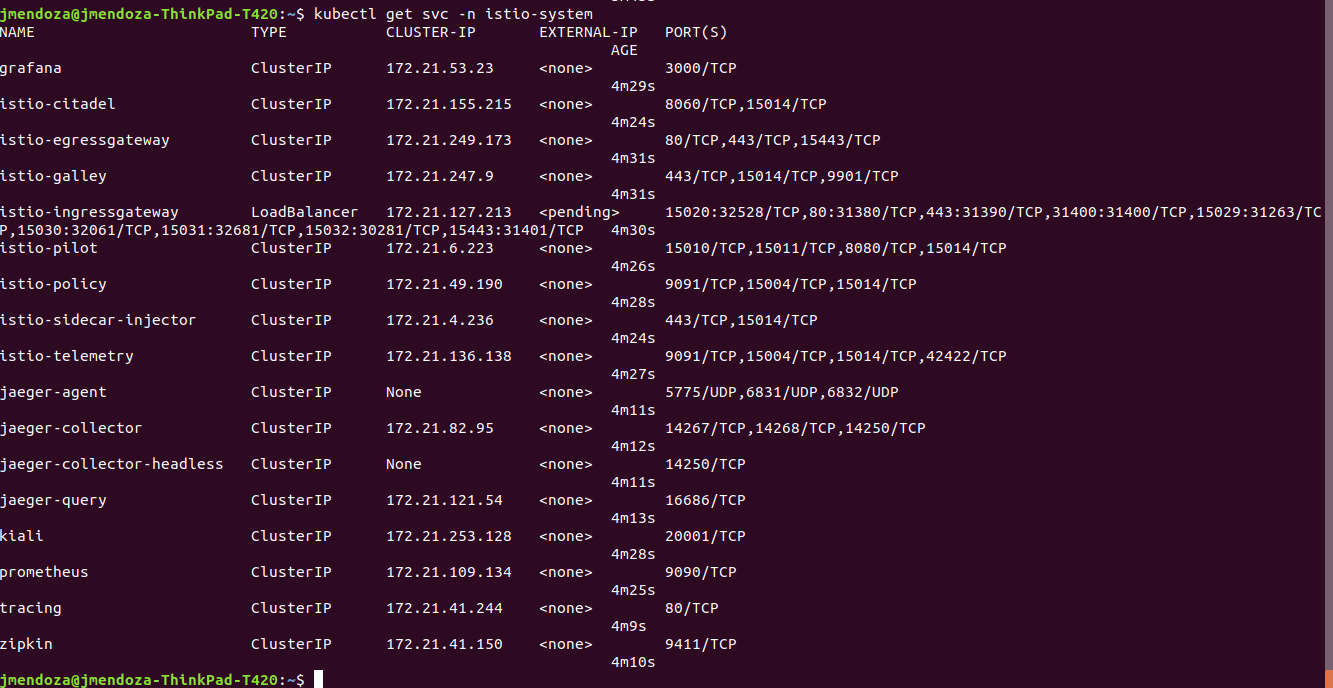 jmendoza@jmendoza-ThinkPad-T420:~$ kubectl get svc -n istio-system
NAME TYPE CLUSTER-IP EXTERNAL-IP PORT(S)
AGE
grafana ClusterIP 172.21.53.23 <none> 3000/TCP
4m29s
istio-citadel ClusterIP 172.21.155.215 <none> 8060/TCP,15014/TCP
4m24s
istio-egressgateway ClusterIP 172.21.249.173 <none> 80/TCP,443/TCP,15443/TCP
4m31s
istio-galley ClusterIP 172.21.247.9 <none> 443/TCP,15014/TCP,9901/TCP
4m31s
istio-ingressgateway LoadBalancer 172.21.127.213 <pending> 15020:32528/TCP,80:31380/TCP,443:31390/TCP,31400:31400/TCP,15029:31263/TC
P,15030:32061/TCP,15031:32681/TCP,15032:30281/TCP,15443:31401/TCP 4m30s
istio-pilot ClusterIP 172.21.6.223 <none> 15010/TCP,15011/TCP,8080/TCP,15014/TCP
4m26s
istio-policy ClusterIP 172.21.49.190 <none> 9091/TCP,15004/TCP,15014/TCP
4m28s
istio-sidecar-injector ClusterIP 172.21.4.236 <none> 443/TCP,15014/TCP
4m24s
istio-telemetry ClusterIP 172.21.136.138 <none> 9091/TCP,15004/TCP,15014/TCP,42422/TCP
4m27s
jaeger-agent ClusterIP None <none> 5775/UDP,6831/UDP,6832/UDP
4m11s
jaeger-collector ClusterIP 172.21.82.95 <none> 14267/TCP,14268/TCP,14250/TCP
4m12s
jaeger-collector-headless ClusterIP None <none> 14250/TCP
4m11s
jaeger-query ClusterIP 172.21.121.54 <none> 16686/TCP
4m13s
kiali ClusterIP 172.21.253.128 <none> 20001/TCP
4m28s
prometheus ClusterIP 172.21.109.134 <none> 9090/TCP
4m25s
tracing ClusterIP 172.21.41.244 <none> 80/TCP
4m9s
zipkin ClusterIP 172.21.41.150 <none> 9411/TCP
4m10s
jmendoza@jmendoza-ThinkPad-T420:~$